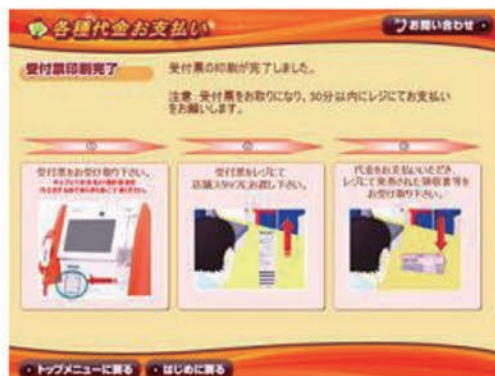 各種代金お支払い
お問い合わせ
受付票印刷完了
受付票の印刷が完了しました。
注意:受付票をお取りになり、30分以内にレジにてお支払い
をお願いします。
①
②
③
受付票をお受け取り下さい。
受付票をレジにて
店舗スタッフにお渡し下さい。
代金をお支払いいただき、
レジにて発券された領収書等を
お受け取り下さい。
トップメニューに戻る
はじめに戻る